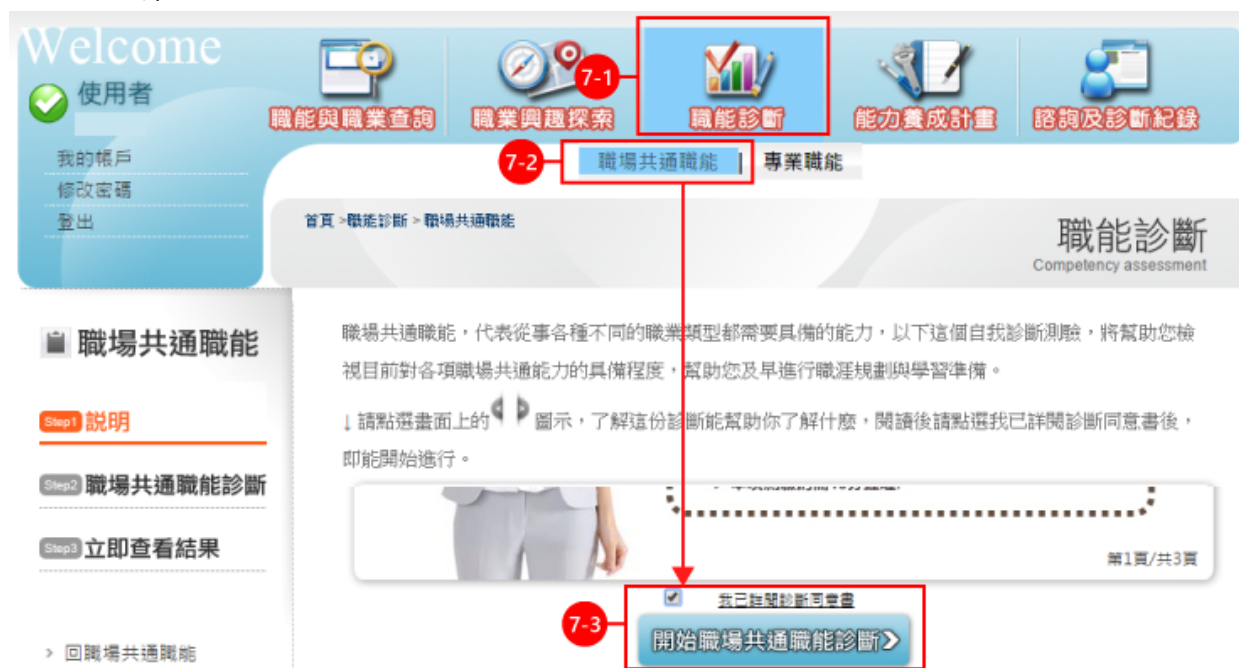 Welcome
使用者
我的帳戶
修改密碼
登出
職能與職業查詢
職業興趣探索
7-1
職能診斷
能力養成計畫
諮詢及診斷紀錄
7-2
職場共通職能 | 專業職能
首頁 >職能診斷 > 職場共通職能
職能診斷
Competency assessment
職場共通職能
Step1 説明
Step2 職場共通職能診斷
Step3 立即查看結果
> 回職場共通職能
職場共通職能,代表從事各種不同的職業類型都需要具備的能力,以下這個自我診斷測驗,將幫助您檢
視目前對各項職場共通能力的具備程度,幫助您及早進行職涯規劃與學習準備。
↓請點選畫面上的 圖示,了解這份診斷能幫助你了解什麼,閱讀後請點選我已詳閱診斷同意書後,
即能開始進行。
第1頁/共3頁
我已詳閱診斷同意書
7-3
開始職場共通職能診斷